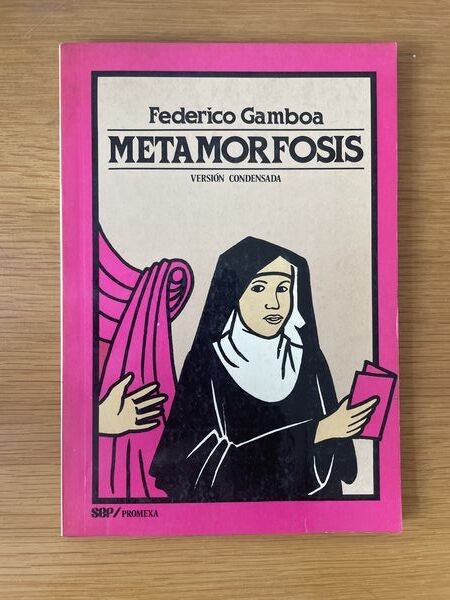 Federico Gamboa
METAMORFOSIS
VERSIÓN CONDENSADA
SEP/PROMEXA